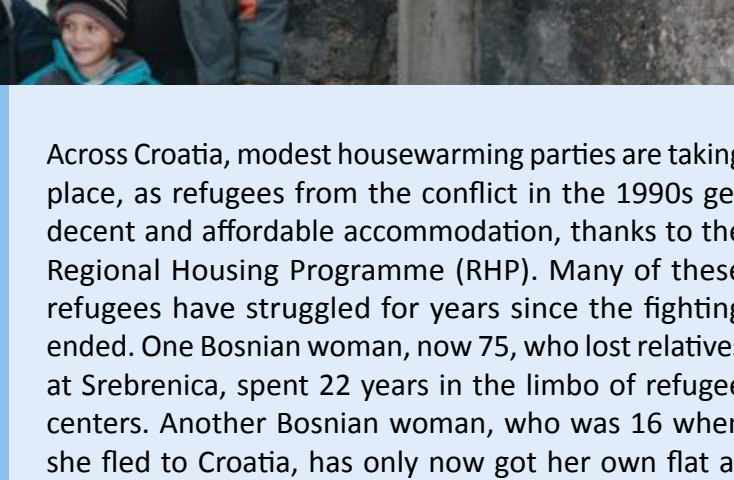 Across Croatia, modest housewarming parties are taking
place, as refugees from the conflict in the 1990s ge
decent and affordable accommodation, thanks to the
Regional Housing Programme (RHP). Many of these
refugees have struggled for years since the fighting
ended. One Bosnian woman, now 75, who lost relatives
at Srebrenica, spent 22 years in the limbo of refugee
centers. Another Bosnian woman, who was 16 when
she fled to Croatia, has only now got her own flat a